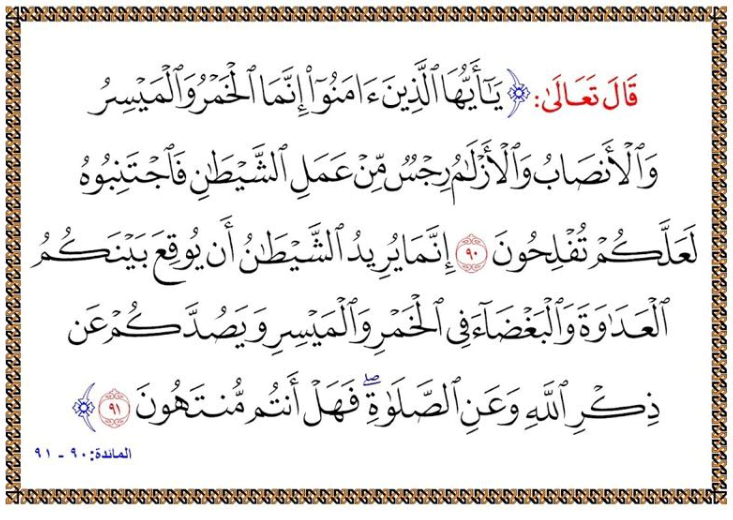 قَالَ تَعَالَىٰ: ﴿يَـٰٓأَيُّهَا ٱلَّذِينَ ءَامَنُوٓا۟ إِنَّمَا ٱلْخَمْرُ وَٱلْمَيْسِرُ
وَٱلْأَنصَابُ وَٱلْأَزْلَـٰمُ رِجْسٌ مِّنْ عَمَلِ ٱلشَّيْطَـٰنِ فَٱجْتَنِبُوهُ
لَعَلَّكُمْ تُفْلِحُونَ ٩٠ إِنَّمَا يُرِيدُ ٱلشَّيْطَـٰنُ أَن يُوقِعَ بَيْنَكُمُ
ٱلْعَدَٰوَةَ وَٱلْبَغْضَآءَ فِى ٱلْخَمْرِ وَٱلْمَيْسِرِ وَيَصُدَّكُمْ عَن
ذِكْرِ ٱللَّهِ وَعَنِ ٱلصَّلَوٰةِ ۖ فَهَلْ أَنتُم مُّنتَهُونَ ٩١﴾
المائدة: ٩٠ - ٩١